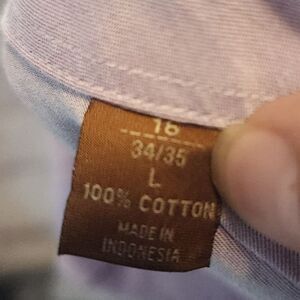 16
34/35
L
100% COTTON
MADE IN
INDONESIA